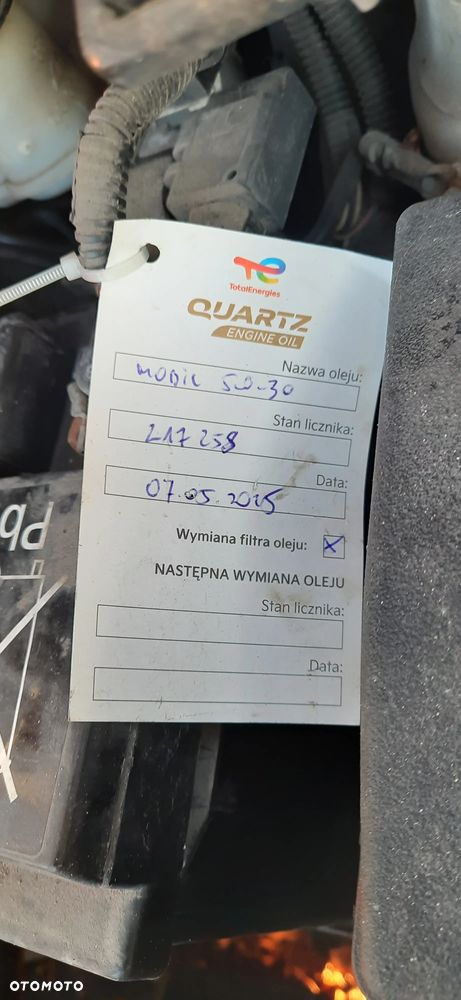 TotalEnergies
QUARTZ
ENGINE OIL
Nazwa oleju:
MOBIL 5W-30
Stan licznika:
217 258
Data:
07.05.2025
Wymiana filtra oleju: X
NASTĘPNA WYMIANA OLEJU
Stan licznika:
Data:
Pb
OTOMOTO